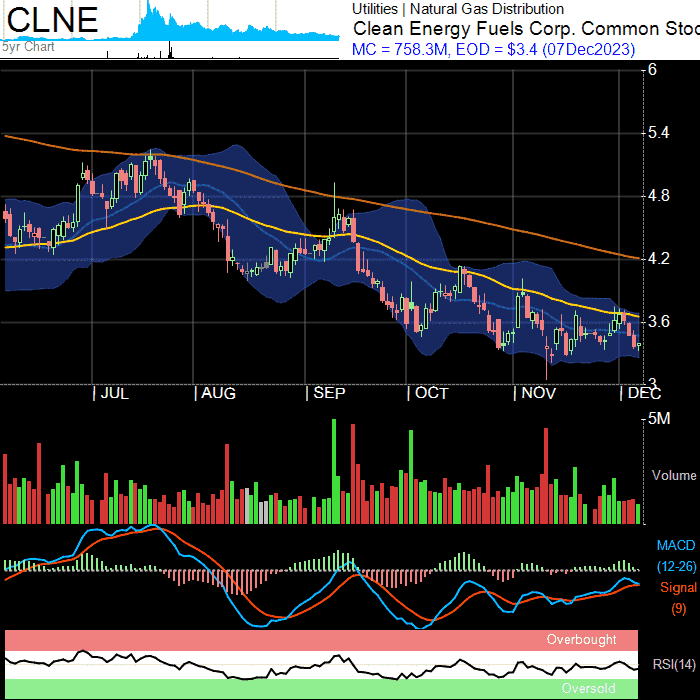 CLNE
5yr Chart
Utilities | Natural Gas Distribution
Clean Energy Fuels Corp. Common Stoc
MC = 758.3M, EOD = $3.4 (07Dec2023)
6
5.4
4.8
4.2
3.6
3
JUL AUG SEP OCT NOV DEC
5M
Volume
MACD
(12-26)
Signal
(9)
Overbought
RSI(14)
Oversold